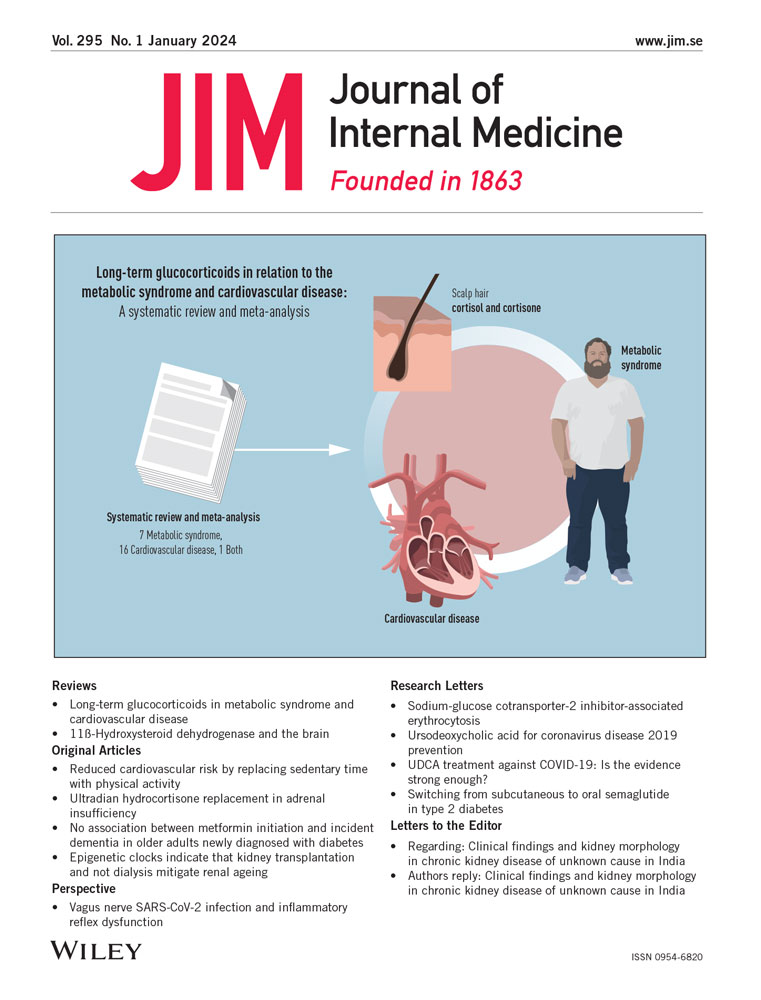 Vol. 295 No. 1 January 2024
www.jim.se
JIM
Journal of
Internal Medicine
Founded in 1863
Long-term glucocorticoids in relation to the
metabolic syndrome and cardiovascular disease:
A systematic review and meta-analysis
Scalp hair
cortisol and cortisone
Metabolic
syndrome
Systematic review and meta-analysis
7 Metabolic syndrome,
16 Cardiovascular disease, 1 Both
Cardiovascular disease
Reviews
• Long-term glucocorticoids in metabolic syndrome and
cardiovascular disease
• 11ß-Hydroxysteroid dehydrogenase and the brain
Original Articles
• Reduced cardiovascular risk by replacing sedentary time
with physical activity
• Ultradian hydrocortisone replacement in adrenal
insufficiency
• No association between metformin initiation and incident
dementia in older adults newly diagnosed with diabetes
• Epigenetic clocks indicate that kidney transplantation
and not dialysis mitigate renal ageing
Perspective
• Vagus nerve SARS-CoV-2 infection and inflammatory
reflex dysfunction
Research Letters
• Sodium-glucose cotransporter-2 inhibitor-associated
erythrocytosis
• Ursodeoxycholic acid for coronavirus disease 2019
prevention
• UDCA treatment against COVID-19: Is the evidence
strong enough?
• Switching from subcutaneous to oral semaglutide
in type 2 diabetes
Letters to the Editor
• Regarding: Clinical findings and kidney morphology
in chronic kidney disease of unknown cause in India
• Authors reply: Clinical findings and kidney morphology
in chronic kidney disease of unknown cause in India
WILEY
ISSN 0954-6820